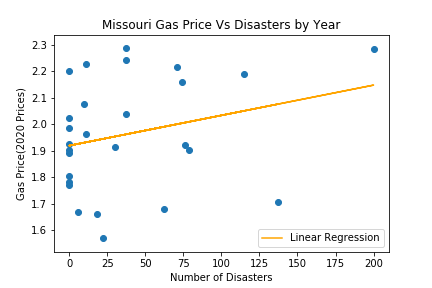 Missouri Gas Price Vs Disasters by Year
Gas Price(2020 Prices)
2.3
2.2
2.1
2.0
1.9
1.8
1.7
1.6
Linear Regression
0 25 50 75 100 125 150 175 200
Number of Disasters